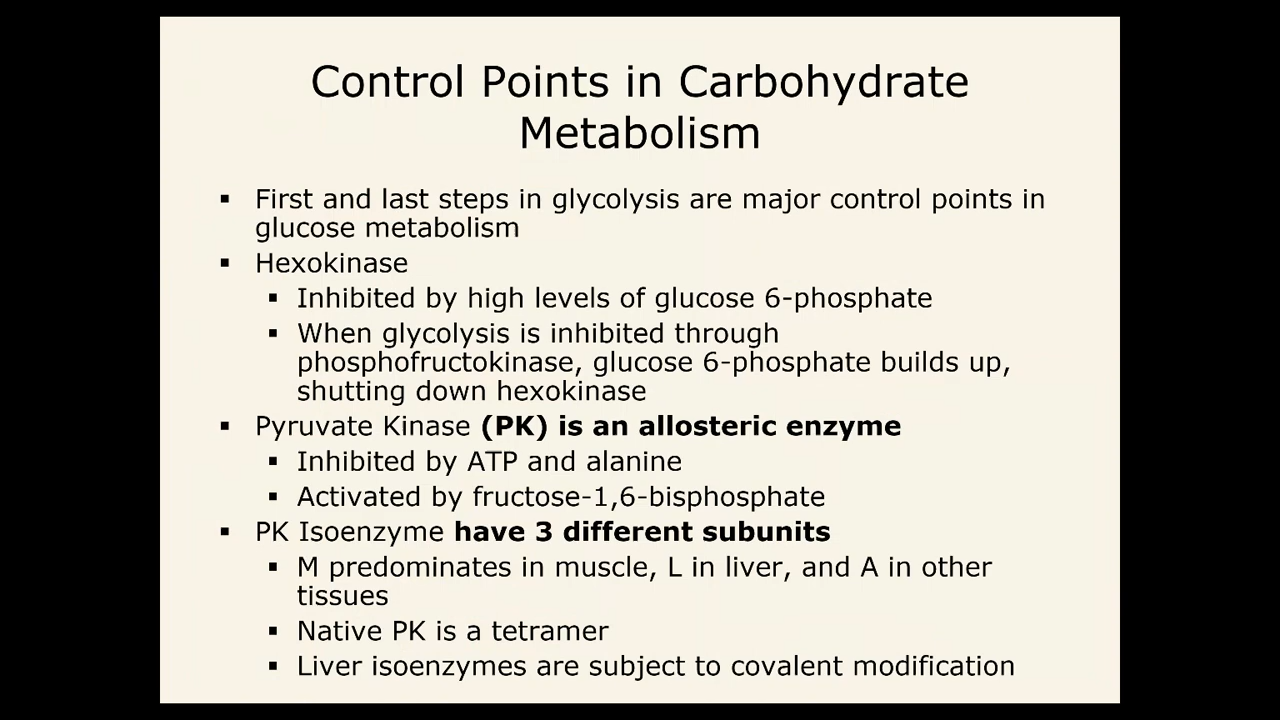 Control Points in Carbohydrate
Metabolism
▪ First and last steps in glycolysis are major control points in
glucose metabolism
▪ Hexokinase
▪ Inhibited by high levels of glucose 6-phosphate
▪ When glycolysis is inhibited through
phosphofructokinase, glucose 6-phosphate builds up,
shutting down hexokinase
▪ Pyruvate Kinase (PK) is an allosteric enzyme
▪ Inhibited by ATP and alanine
▪ Activated by fructose-1,6-bisphosphate
▪ PK Isoenzyme have 3 different subunits
▪ M predominates in muscle, L in liver, and A in other
tissues
▪ Native PK is a tetramer
▪ Liver isoenzymes are subject to covalent modification